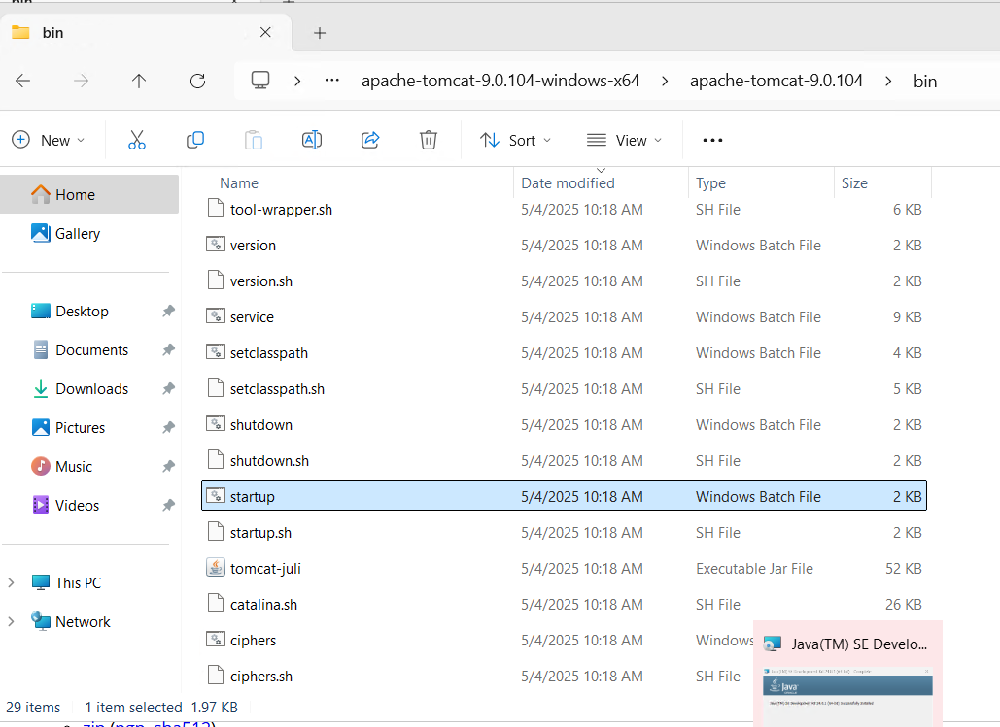 bin
apache-tomcat-9.0.104-windows-x64 > apache-tomcat-9.0.104 > bin
New Sort View
Name Date modified Type Size
Home
Gallery
Desktop
Documents
Downloads
Pictures
Music
Videos
This PC
Network
tool-wrapper.sh 5/4/2025 10:18 AM SH File 6 KB
version 5/4/2025 10:18 AM Windows Batch File 2 KB
version.sh 5/4/2025 10:18 AM SH File 2 KB
service 5/4/2025 10:18 AM Windows Batch File 9 KB
setclasspath 5/4/2025 10:18 AM Windows Batch File 4 KB
setclasspath.sh 5/4/2025 10:18 AM SH File 5 KB
shutdown 5/4/2025 10:18 AM Windows Batch File 2 KB
shutdown.sh 5/4/2025 10:18 AM SH File 2 KB
startup 5/4/2025 10:18 AM Windows Batch File 2 KB
startup.sh 5/4/2025 10:18 AM SH File 2 KB
tomcat-juli 5/4/2025 10:18 AM Executable Jar File 52 KB
catalina.sh 5/4/2025 10:18 AM SH File 26 KB
ciphers 5/4/2025 10:18 AM Windows
ciphers.sh 5/4/2025 10:18 AM SH File
Java(TM) SE Develo...
Java
29 items 1 item selected 1.97 KB
zip (pgp, sha512)